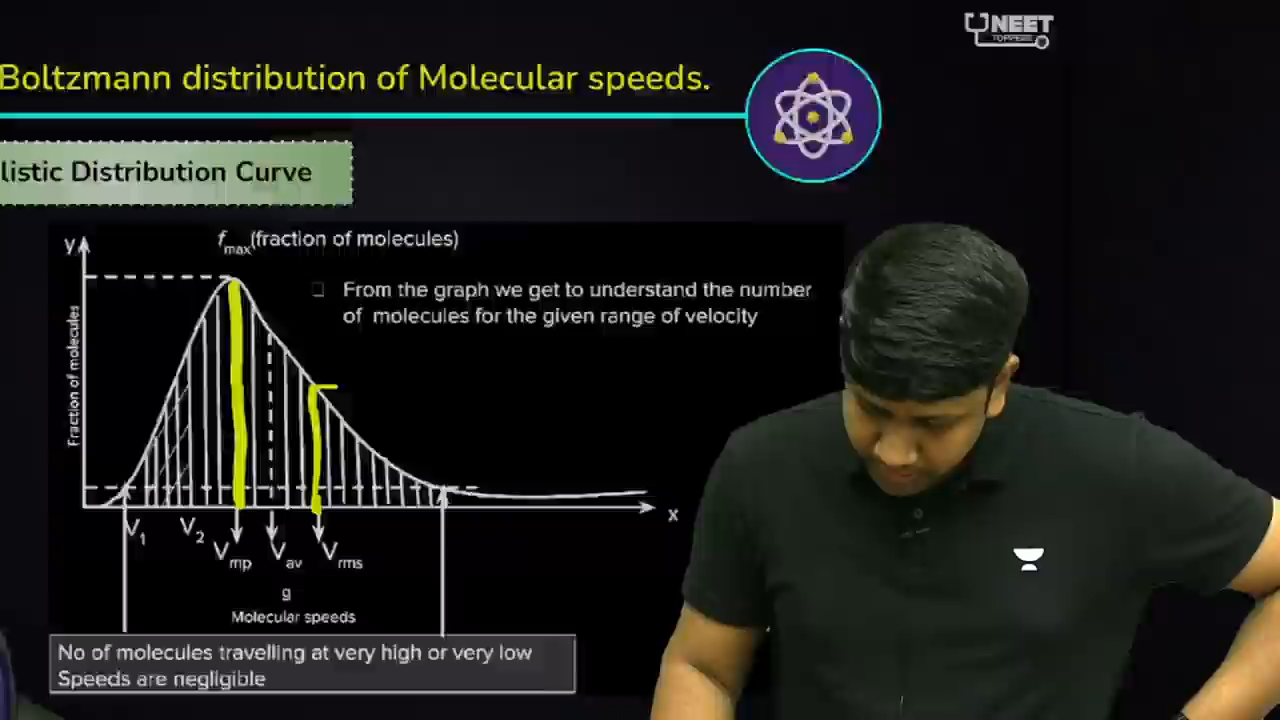 NEET
TOPPERS
Boltzmann distribution of Molecular speeds.
listic Distribution Curve
y
fmax(fraction of molecules)
From the graph we get to understand the number
of molecules for the given range of velocity
Fraction of molecules
x
V1
V2
Vmp
Vav
Vrms
g
Molecular speeds
No of molecules travelling at very high or very low
Speeds are negligible